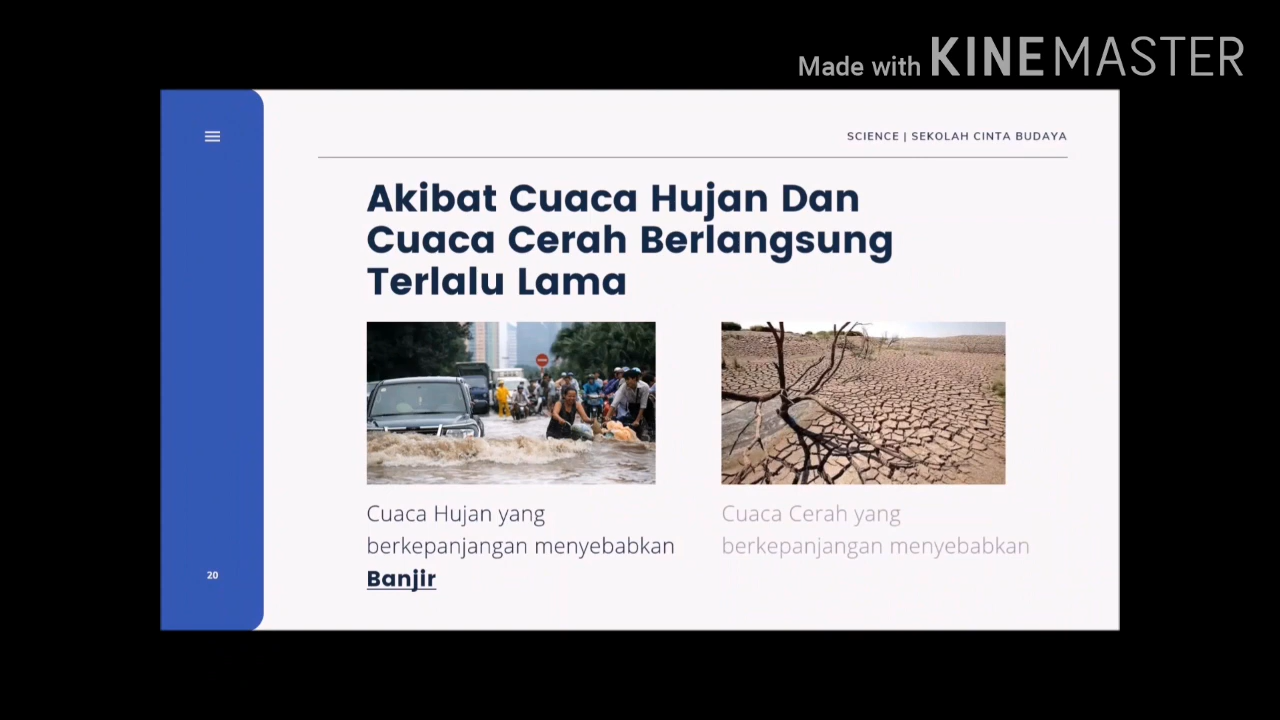 Made with KINEMASTER
SCIENCE | SEKOLAH CINTA BUDAYA
Akibat Cuaca Hujan Dan
Cuaca Cerah Berlangsung
Terlalu Lama
Cuaca Hujan yang
berkepanjangan menyebabkan
Banjir
Cuaca Cerah yang
berkepanjangan menyebabkan
20